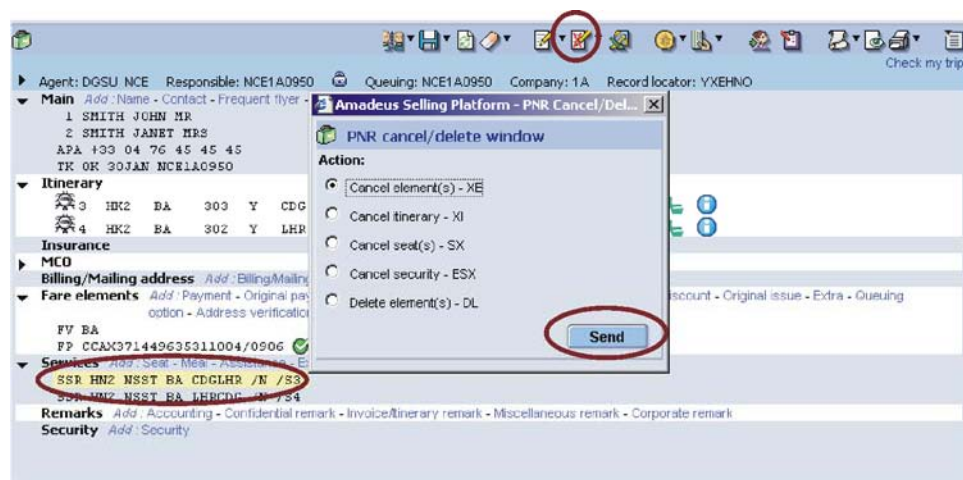 Check my trip
Agent: DGSU NCE Responsible: NCE1A0950 Queuing: NCE1A0950 Company: 1A Record locator: YXEHNO
Main Add : Name - Contact - Frequent flyer -
1 SMITH JOHN MR
2 SMITH JANET MRS
APA +33 04 76 45 45 45
TK OK 30JAN NCE1A0950
Itinerary
3 HK2 BA 303 Y CDG
4 HK2 BA 302 Y LHR
Insurance
MCO
Billing/Mailing address Add : Billing/Mailing
Fare elements Add : Payment - Original pay
iscount - Original issue - Extra - Queuing
option - Address verification
FV BA
FP CCAX371449635311004/0906
Services Add : Seat - Meal - Assistance - E
SSR HN2 NSST BA CDGLHR /N /S3
SSR HN2 NSST BA LHRCDG /N /S4
Remarks Add : Accounting - Confidential remark - Invoice/Itinerary remark - Miscellaneous remark - Corporate remark
Security Add : Security
Amadeus Selling Platform - PNR Cancel/Del...
PNR cancel/delete window
Action:
Cancel element(s) - XE
Cancel itinerary - XI
Cancel seat(s) - SX
Cancel security - ESX
Delete element(s) - DL
Send